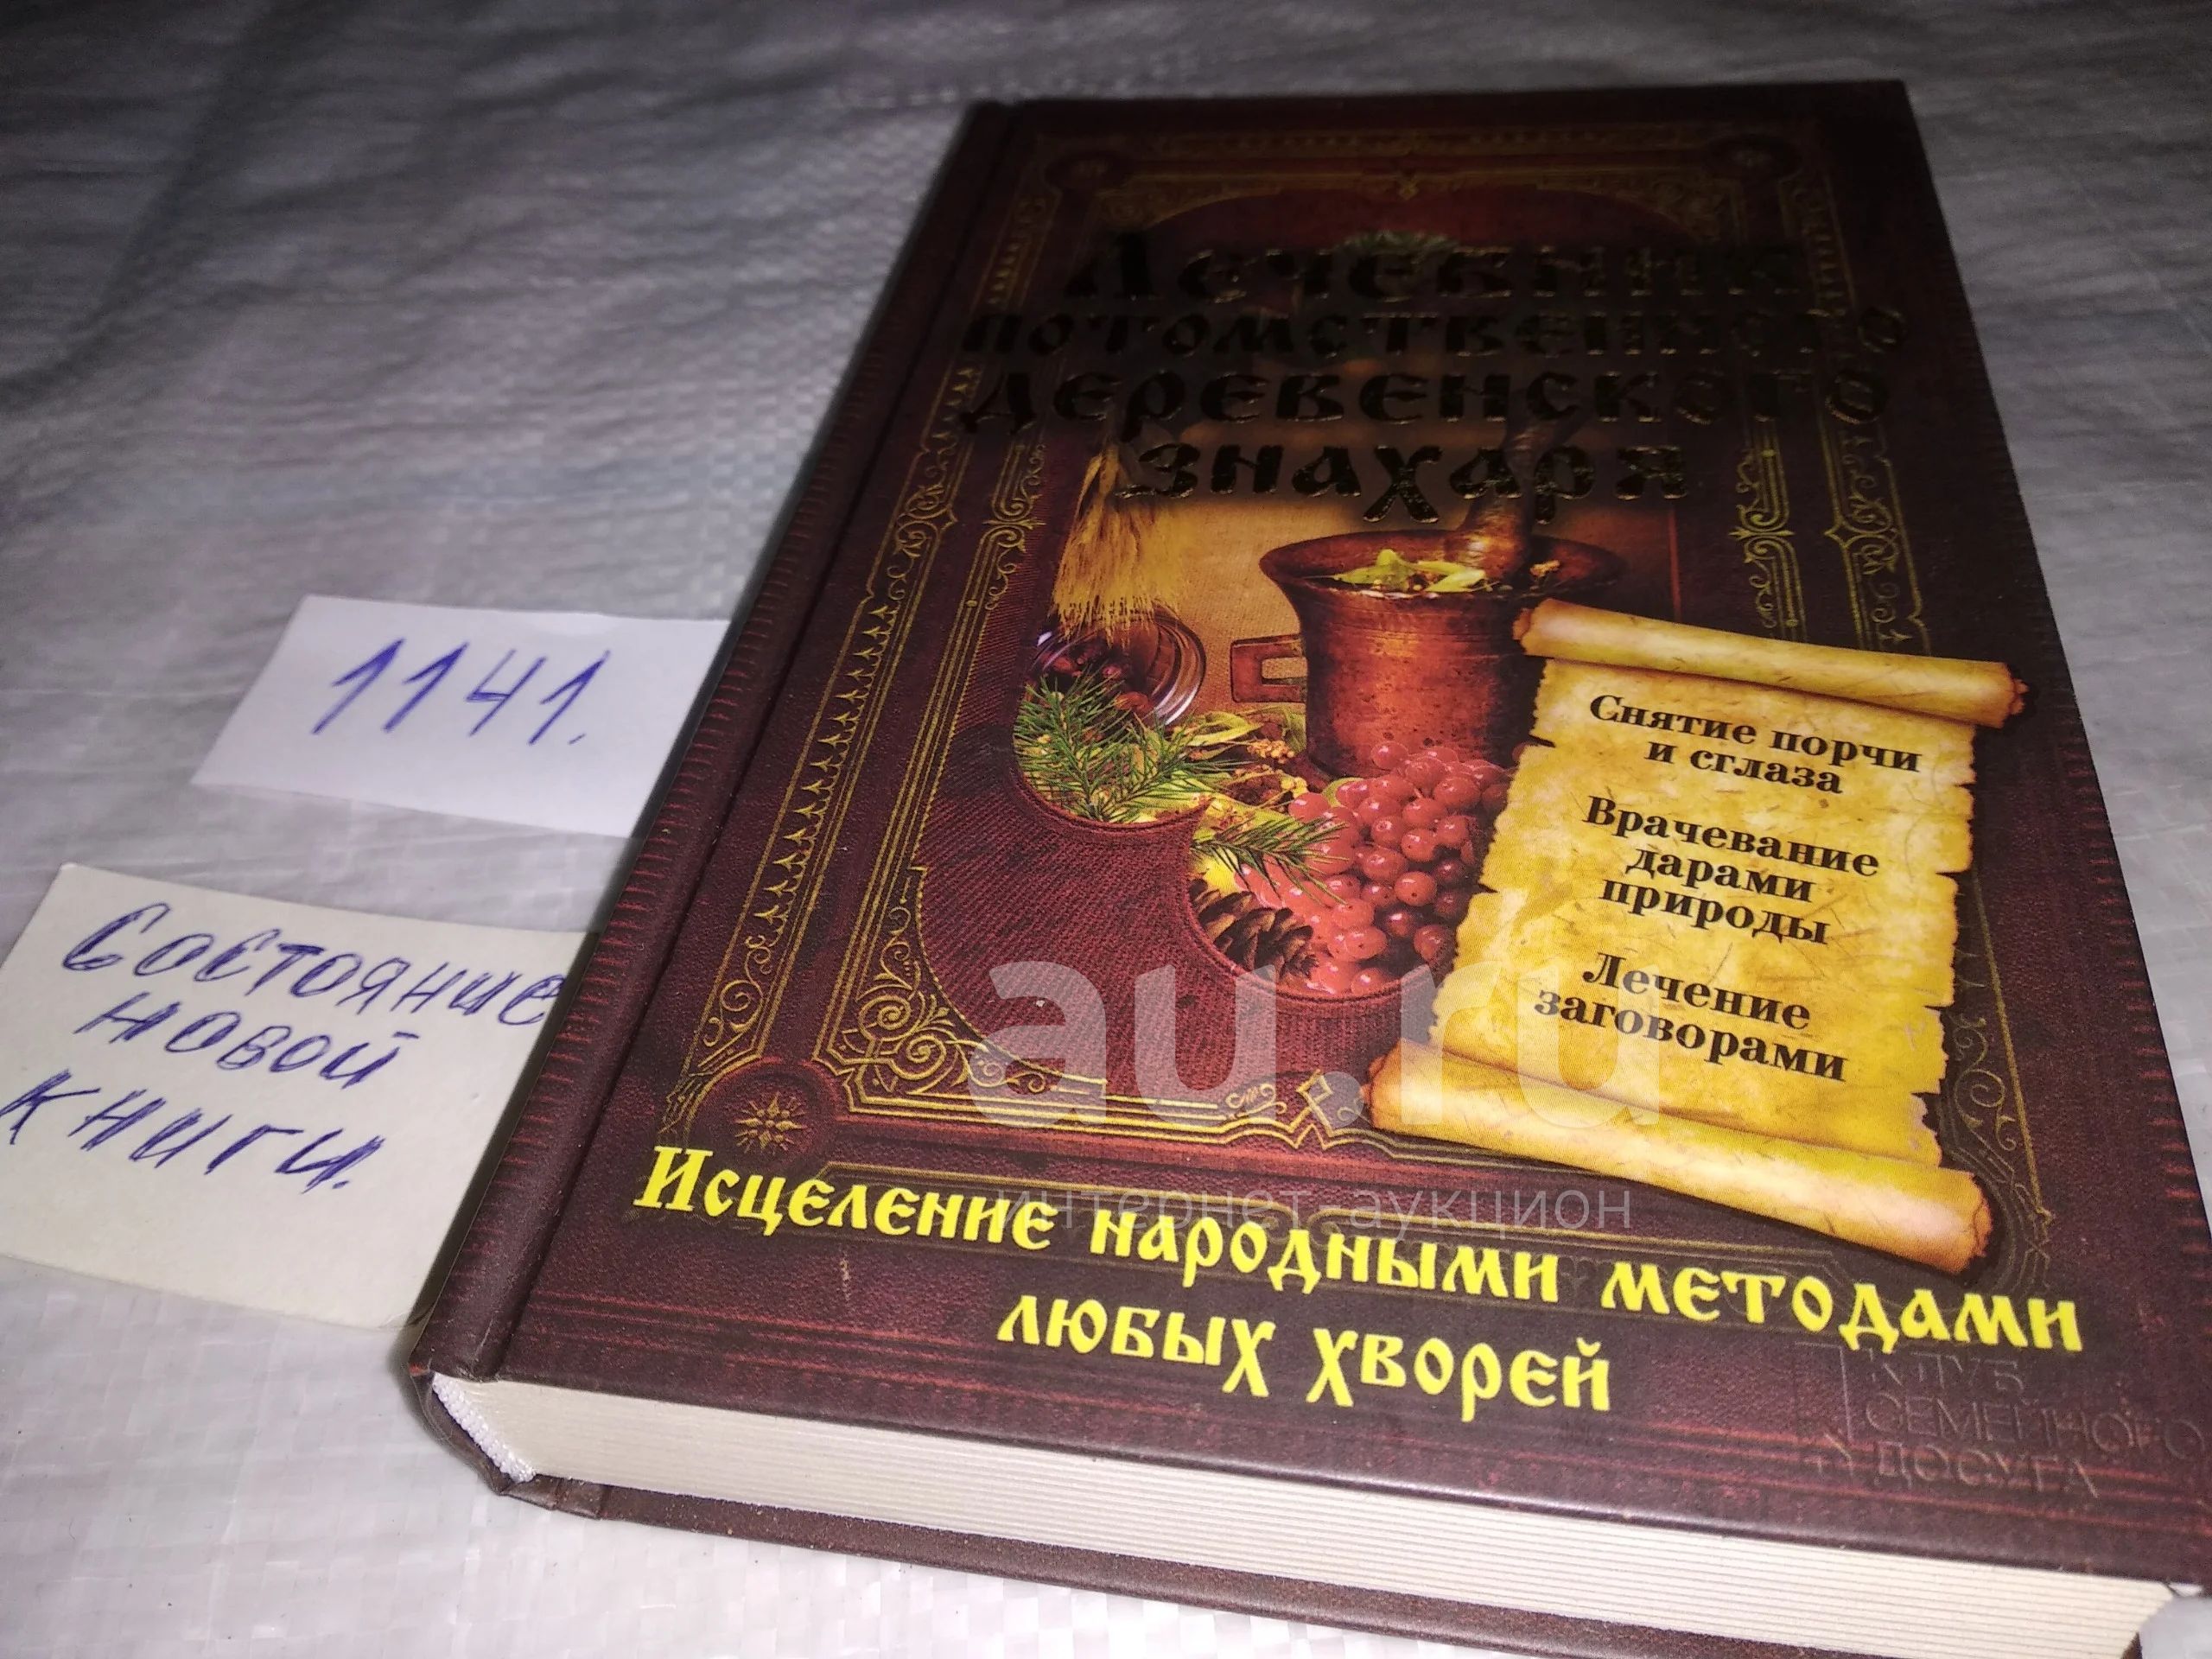 Лечебник
потомственного
деревенского
знахаря
Снятие порчи
и сглаза
Врачевание
дарами
природы
Лечение
заговорами
Исцеление народными методами
любых хворей
КЛУБ
СЕМЕЙНОГО
ДОСУГА
1141.
Состояние
новой
книги.
au.ru
интернет аукцион